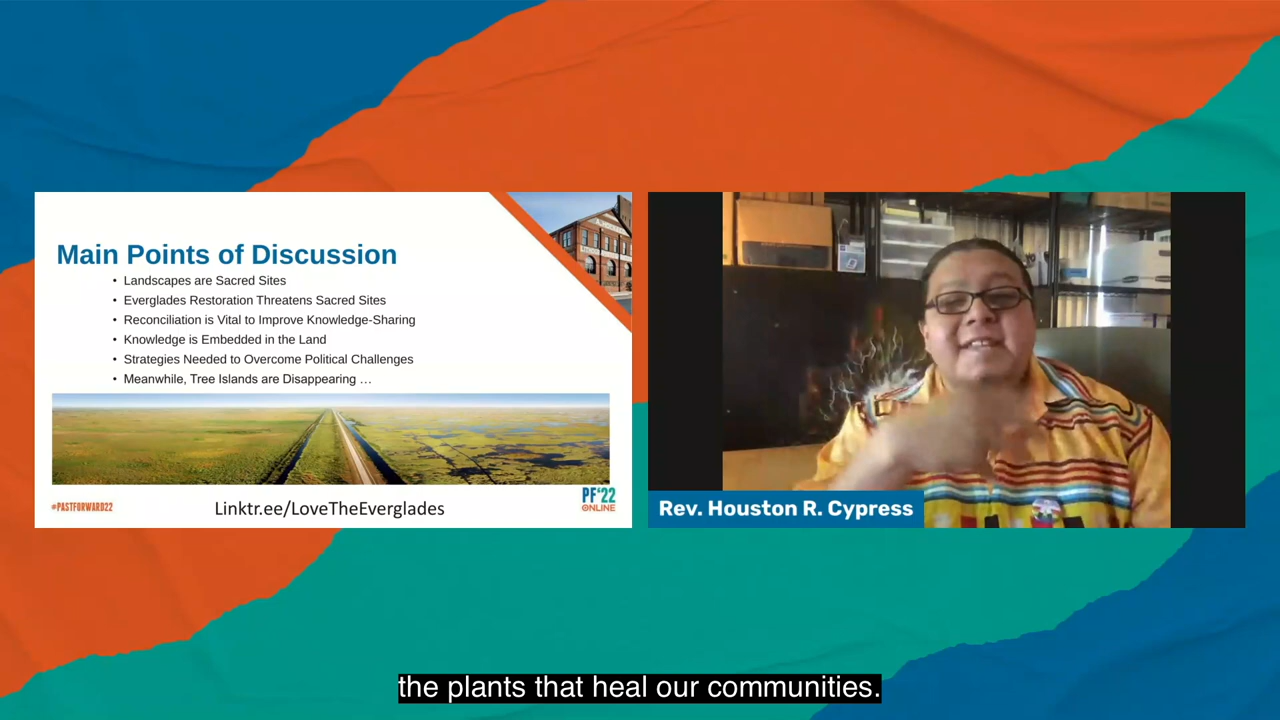 Main Points of Discussion
• Landscapes are Sacred Sites
• Everglades Restoration Threatens Sacred Sites
• Reconciliation is Vital to Improve Knowledge-Sharing
• Knowledge is Embedded in the Land
• Strategies Needed to Overcome Political Challenges
• Meanwhile, Tree Islands are Disappearing …
#PASTFORWARD22
Linktr.ee/LoveTheEverglades
PF'22
ONLINE
Rev. Houston R. Cypress
the plants that heal our communities.